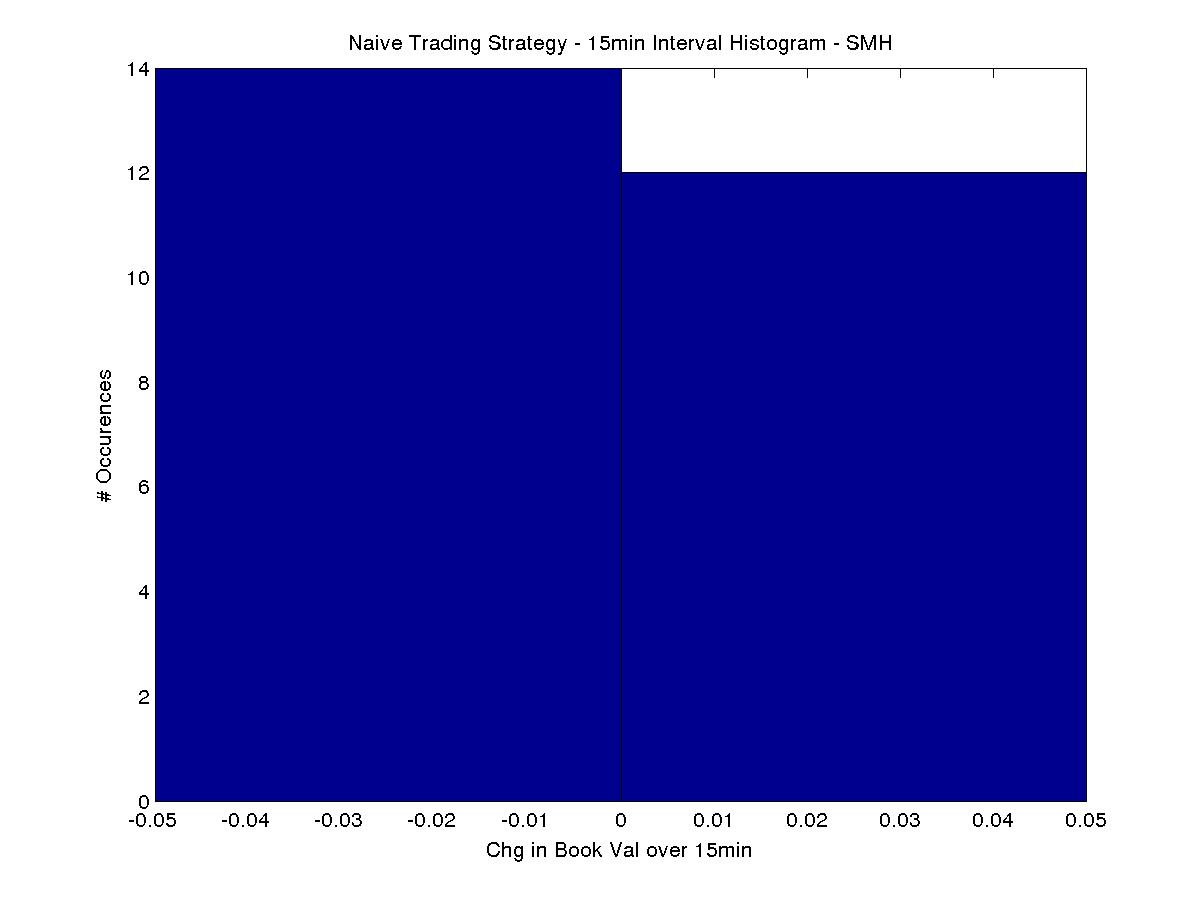 Naive Trading Strategy - 15min Interval Histogram - SMH
14
12
10
8
6
4
2
0
# Occurences
-0.05 -0.04 -0.03 -0.02 -0.01 0 0.01 0.02 0.03 0.04 0.05
Chg in Book Val over 15min